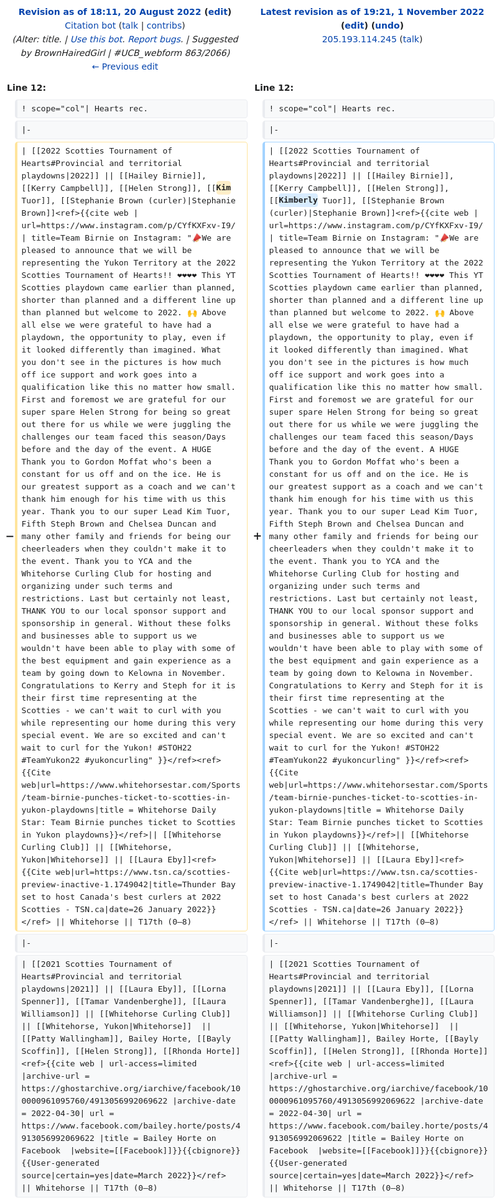 Revision as of 18:11, 20 August 2022 (edit)
Citation bot (talk | contribs)
(Alter: title. | Use this bot. Report bugs. | Suggested
by BrownHairedGirl | #UCB_webform 863/2066)
← Previous edit
Latest revision as of 19:21, 1 November 2022
(edit) (undo)
205.193.114.245 (talk)
Line 12:
! scope="col"| Hearts rec.
|-
−
| [[2022 Scotties Tournament of
Hearts#Provincial and territorial
playdowns|2022]] || [[Hailey Birnie]],
[[Kerry Campbell]], [[Helen Strong]], [[Kim
Tuor]], [[Stephanie Brown (curler)|Stephanie
Brown]]<ref>{{cite web |
url=https://www.instagram.com/p/CYfKXFxv-I9/
| title=Team Birnie on Instagram: "🎉We are
pleased to announce that we will be
representing the Yukon Territory at the 2022
Scotties Tournament of Hearts!! ❤❤❤❤ This YT
Scotties playdown came earlier than planned,
shorter than planned and a different line up
than planned but welcome to 2022. 🙌 Above
all else we were grateful to have had a
playdown, the opportunity to play, even if
it looked differently than imagined. What
you don't see in the pictures is how much
off ice support and work goes into a
qualification like this no matter how small.
First and foremost we are grateful for our
super spare Helen Strong for being so great
out there for us while we were juggling the
challenges our team faced this season/Days
before and the day of the event. A HUGE
Thank you to Gordon Moffat who's been a
constant for us off and on the ice. He is
our greatest support as a coach and we can't
thank him enough for his time with us this
year. Thank you to our super Lead Kim Tuor,
Fifth Steph Brown and Chelsea Duncan and
many other family and friends for being our
cheerleaders when they couldn't make it to
the event. Thank you to YCA and the
Whitehorse Curling Club for hosting and
organizing under such terms and
restrictions. Last but certainly not least,
THANK YOU to our local sponsor support and
sponsorship in general. Without these folks
and businesses able to support us we
wouldn't have been able to play with some of
the best equipment and gain experience as a
team by going down to Kelowna in November.
Congratulations to Kerry and Steph for it is
their first time representing at the
Scotties - we can't wait to curl with you
while representing our home during this very
special event. We are so excited and can't
wait to curl for the Yukon! #STOH22
#TeamYukon22 #yukoncurling" }}</ref><ref>
{{Cite
web|url=https://www.whitehorsestar.com/Sports
/team-birnie-punches-ticket-to-scotties-in-
yukon-playdowns|title = Whitehorse Daily
Star: Team Birnie punches ticket to Scotties
in Yukon playdowns}}</ref>|| [[Whitehorse
Curling Club]] || [[Whitehorse,
Yukon|Whitehorse]] || [[Laura Eby]]<ref>
{{Cite web|url=https://www.tsn.ca/scotties-
preview-inactive-1.1749042|title=Thunder Bay
set to host Canada's best curlers at 2022
Scotties - TSN.ca|date=26 January 2022}}
</ref> || Whitehorse || T17th (0–8)
|-
| [[2021 Scotties Tournament of
Hearts#Provincial and territorial
playdowns|2021]] || [[Laura Eby]], [[Lorna
Spenner]], [[Tamar Vandenberghe]], [[Laura
Williamson]] || [[Whitehorse Curling Club]]
|| [[Whitehorse, Yukon|Whitehorse]]  ||
[[Patty Wallingham]], Bailey Horte, [[Bayly
Scoffin]], [[Helen Strong]], [[Rhonda Horte]]
<ref>{{cite web | url-access=limited
|archive-url =
https://ghostarchive.org/iarchive/facebook/10
0000961095760/4913056992069622 |archive-date
= 2022-04-30| url =
https://www.facebook.com/bailey.horte/posts/4
913056992069622 |title = Bailey Horte on
Facebook  |website=[[Facebook]]}}{{cbignore}}
{{User-generated
source|certain=yes|date=March 2022}}</ref>
|| Whitehorse || T17th (0–8)
Line 12:
! scope="col"| Hearts rec.
|-
+
| [[2022 Scotties Tournament of
Hearts#Provincial and territorial
playdowns|2022]] || [[Hailey Birnie]],
[[Kerry Campbell]], [[Helen Strong]],
[[Kimberly Tuor]], [[Stephanie Brown
(curler)|Stephanie Brown]]<ref>{{cite web |
url=https://www.instagram.com/p/CYfKXFxv-I9/
| title=Team Birnie on Instagram: "🎉We are
pleased to announce that we will be
representing the Yukon Territory at the 2022
Scotties Tournament of Hearts!! ❤❤❤❤ This YT
Scotties playdown came earlier than planned,
shorter than planned and a different line up
than planned but welcome to 2022. 🙌 Above
all else we were grateful to have had a
playdown, the opportunity to play, even if
it looked differently than imagined. What
you don't see in the pictures is how much
off ice support and work goes into a
qualification like this no matter how small.
First and foremost we are grateful for our
super spare Helen Strong for being so great
out there for us while we were juggling the
challenges our team faced this season/Days
before and the day of the event. A HUGE
Thank you to Gordon Moffat who's been a
constant for us off and on the ice. He is
our greatest support as a coach and we can't
thank him enough for his time with us this
year. Thank you to our super Lead Kim Tuor,
Fifth Steph Brown and Chelsea Duncan and
many other family and friends for being our
cheerleaders when they couldn't make it to
the event. Thank you to YCA and the
Whitehorse Curling Club for hosting and
organizing under such terms and
restrictions. Last but certainly not least,
THANK YOU to our local sponsor support and
sponsorship in general. Without these folks
and businesses able to support us we
wouldn't have been able to play with some of
the best equipment and gain experience as a
team by going down to Kelowna in November.
Congratulations to Kerry and Steph for it is
their first time representing at the
Scotties - we can't wait to curl with you
while representing our home during this very
special event. We are so excited and can't
wait to curl for the Yukon! #STOH22
#TeamYukon22 #yukoncurling" }}</ref><ref>
{{Cite
web|url=https://www.whitehorsestar.com/Sports
/team-birnie-punches-ticket-to-scotties-in-
yukon-playdowns|title = Whitehorse Daily
Star: Team Birnie punches ticket to Scotties
in Yukon playdowns}}</ref>|| [[Whitehorse
Curling Club]] || [[Whitehorse,
Yukon|Whitehorse]] || [[Laura Eby]]<ref>
{{Cite web|url=https://www.tsn.ca/scotties-
preview-inactive-1.1749042|title=Thunder Bay
set to host Canada's best curlers at 2022
Scotties - TSN.ca|date=26 January 2022}}
</ref> || Whitehorse || T17th (0–8)
|-
| [[2021 Scotties Tournament of
Hearts#Provincial and territorial
playdowns|2021]] || [[Laura Eby]], [[Lorna
Spenner]], [[Tamar Vandenberghe]], [[Laura
Williamson]] || [[Whitehorse Curling Club]]
|| [[Whitehorse, Yukon|Whitehorse]]  ||
[[Patty Wallingham]], Bailey Horte, [[Bayly
Scoffin]], [[Helen Strong]], [[Rhonda Horte]]
<ref>{{cite web | url-access=limited
|archive-url =
https://ghostarchive.org/iarchive/facebook/10
0000961095760/4913056992069622 |archive-date
= 2022-04-30| url =
https://www.facebook.com/bailey.horte/posts/4
913056992069622 |title = Bailey Horte on
Facebook  |website=[[Facebook]]}}{{cbignore}}
{{User-generated
source|certain=yes|date=March 2022}}</ref>
|| Whitehorse || T17th (0–8)